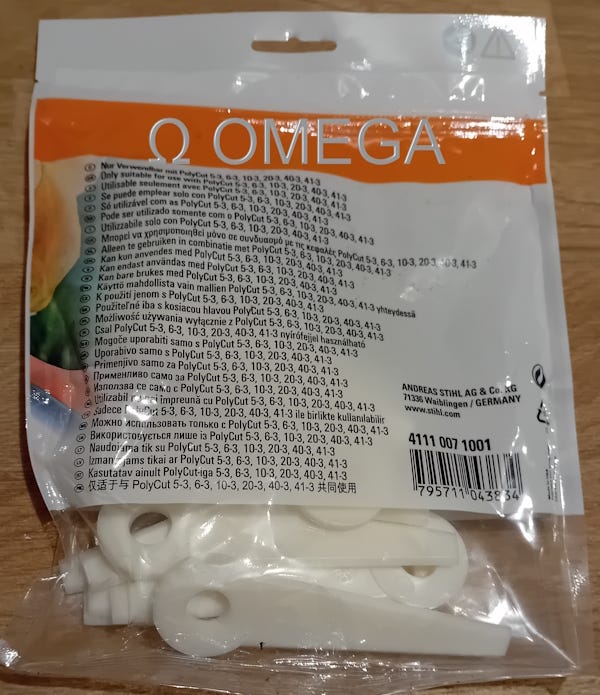 Ω OMEGA
Nur Verwendbar mit PolyCut 5-3, 6-3, 10-3, 20-3, 40-3, 41-3
Only suitable for use with PolyCut 5-3, 6-3, 10-3, 20-3, 40-3, 41-3
Utilisable seulement avec PolyCut 5-3, 6-3, 10-3, 20-3, 40-3, 41-3
Se puede emplear solo con PolyCut 5-3, 6-3, 10-3, 20-3, 40-3, 41-3
Só utilizável com as PolyCut 5-3, 6-3, 10-3, 20-3, 40-3, 41-3
Pode ser utilizado somente com o PolyCut 5-3, 6-3, 10-3, 20-3, 40-3, 41-3
Utilizzabile solo con PolyCut 5-3, 6-3, 10-3, 20-3, 40-3, 41-3
Μπορεί να χρησιμοποιηθεί μόνο σε συνδυασμό με τις κεφαλές PolyCut 5-3, 6-3, 10-3, 20-3, 40-3, 41-3
Alleen te gebruiken in combinatie met PolyCut 5-3, 6-3, 10-3, 20-3, 40-3, 41-3
Kan kun anvendes med PolyCut 5-3, 6-3, 10-3, 20-3, 40-3, 41-3
Kan endast användas med PolyCut 5-3, 6-3, 10-3, 20-3, 40-3, 41-3
Kan bare brukes med PolyCut 5-3, 6-3, 10-3, 20-3, 40-3, 41-3
Käyttö mahdollista vain mallien PolyCut 5-3, 6-3, 10-3, 20-3, 40-3, 41-3 yhteydessä
K použití jenom s PolyCut 5-3, 6-3, 10-3, 20-3, 40-3, 41-3
Použiteľné iba s kosiacou hlavou PolyCut 5-3, 6-3, 10-3, 20-3, 40-3, 41-3
Możliwość używania wyłącznie z PolyCut 5-3, 6-3, 10-3, 20-3, 40-3, 41-3
Csal PolyCut 5-3, 6-3, 10-3, 20-3, 40-3, 41-3 nyírófejjel használható
Mogoče uporabiti samo s PolyCut 5-3, 6-3, 10-3, 20-3, 40-3, 41-3
Uporabivo samo s PolyCut 5-3, 6-3, 10-3, 20-3, 40-3, 41-3
Primenjivo samo za PolyCut 5-3, 6-3, 10-3, 20-3, 40-3, 41-3
Применливо само за PolyCut 5-3, 6-3, 10-3, 20-3, 40-3, 41-3
Използва се само с PolyCut 5-3, 6-3, 10-3, 20-3, 40-3, 41-3
Utilizabil împreună cu PolyCut 5-3, 6-3, 10-3, 20-3, 40-3, 41-3
Sadece PolyCut 5-3, 6-3, 10-3, 20-3, 40-3, 41-3 ile birlikte kullanılabilir
Можно использовать только с PolyCut 5-3, 6-3, 10-3, 20-3, 40-3, 41-3
Використовується лише із PolyCut 5-3, 6-3, 10-3, 20-3, 40-3, 41-3
Naudojama tik su PolyCut 5-3, 6-3, 10-3, 20-3, 40-3, 41-3
Izmantojams tikai ar PolyCut 5-3, 6-3, 10-3, 20-3, 40-3, 41-3
Kasutatav ainult PolyCut-iga 5-3, 6-3, 10-3, 20-3, 40-3, 41-3
仅适于与 PolyCut 5-3, 6-3, 10-3, 20-3, 40-3, 41-3 共同使用
ANDREAS STIHL AG & Co. KG
71336 Waiblingen / GERMANY
www.stihl.com
4111 007 1001
795711 043834